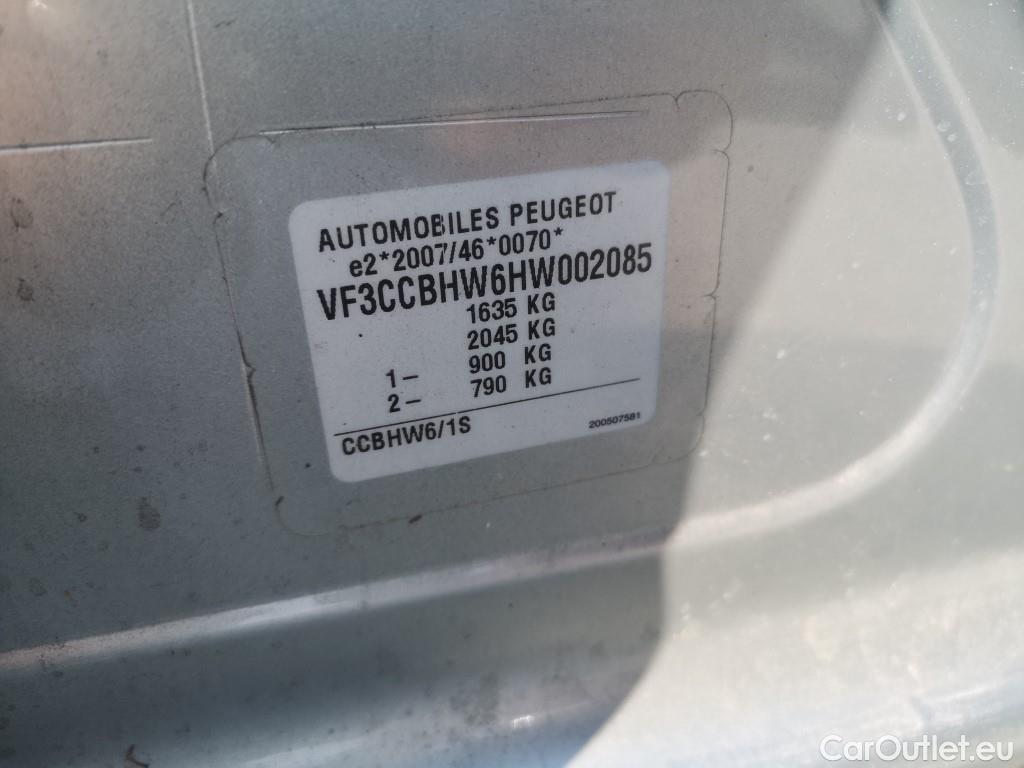 AUTOMOBILES PEUGEOT
e2*2007/46*0070*
VF3CCBHW6HW002085
1635 KG
2045 KG
1– 900 KG
2– 790 KG
CCBHW6/1S 200507581
CarOutlet.eu